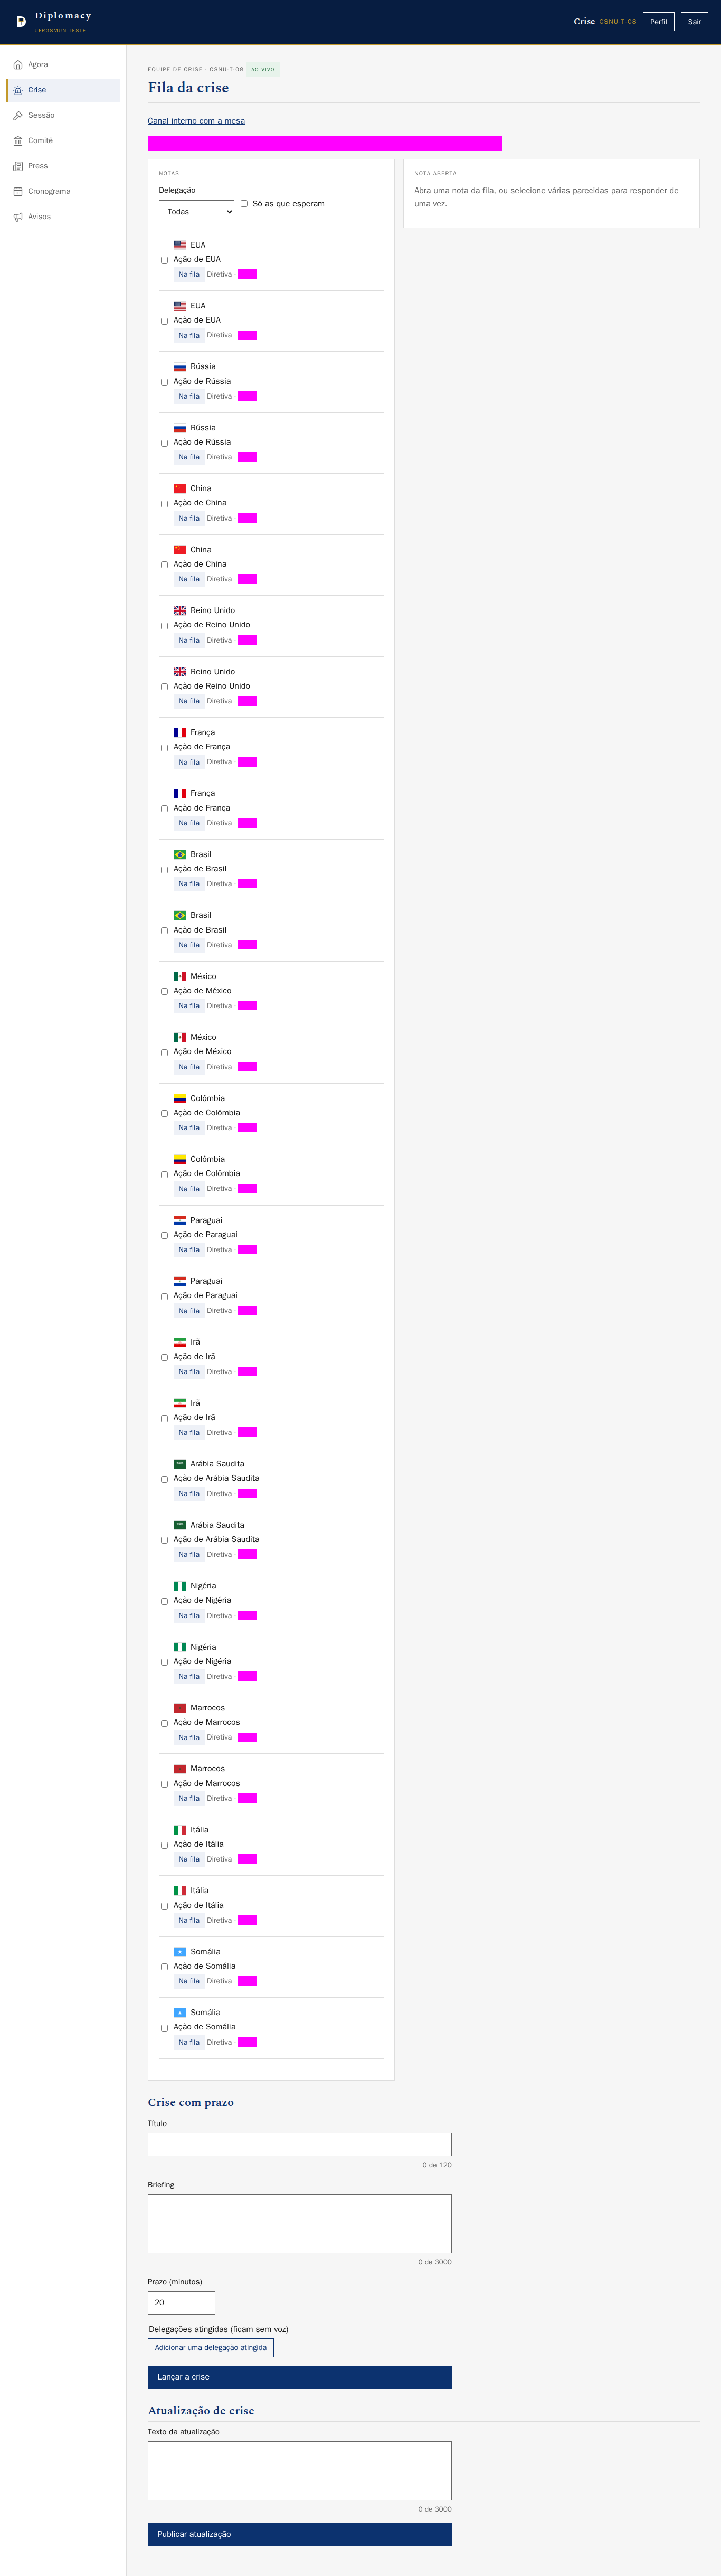 Diplomacy
UFRGSMUN TESTE
Crise CSNU-T-08 Perfil Sair
Agora
Crise
Sessão
Comitê
Press
Cronograma
Avisos
EQUIPE DE CRISE · CSNU-T-08 AO VIVO
Fila da crise
Canal interno com a mesa
NOTAS
Delegação
Todas
Só as que esperam
EUA
Ação de EUA
Na fila Diretiva ·
EUA
Ação de EUA
Na fila Diretiva ·
Rússia
Ação de Rússia
Na fila Diretiva ·
Rússia
Ação de Rússia
Na fila Diretiva ·
China
Ação de China
Na fila Diretiva ·
China
Ação de China
Na fila Diretiva ·
Reino Unido
Ação de Reino Unido
Na fila Diretiva ·
Reino Unido
Ação de Reino Unido
Na fila Diretiva ·
França
Ação de França
Na fila Diretiva ·
França
Ação de França
Na fila Diretiva ·
Brasil
Ação de Brasil
Na fila Diretiva ·
Brasil
Ação de Brasil
Na fila Diretiva ·
México
Ação de México
Na fila Diretiva ·
México
Ação de México
Na fila Diretiva ·
Colômbia
Ação de Colômbia
Na fila Diretiva ·
Colômbia
Ação de Colômbia
Na fila Diretiva ·
Paraguai
Ação de Paraguai
Na fila Diretiva ·
Paraguai
Ação de Paraguai
Na fila Diretiva ·
Irã
Ação de Irã
Na fila Diretiva ·
Irã
Ação de Irã
Na fila Diretiva ·
Arábia Saudita
Ação de Arábia Saudita
Na fila Diretiva ·
Arábia Saudita
Ação de Arábia Saudita
Na fila Diretiva ·
Nigéria
Ação de Nigéria
Na fila Diretiva ·
Nigéria
Ação de Nigéria
Na fila Diretiva ·
Marrocos
Ação de Marrocos
Na fila Diretiva ·
Marrocos
Ação de Marrocos
Na fila Diretiva ·
Itália
Ação de Itália
Na fila Diretiva ·
Itália
Ação de Itália
Na fila Diretiva ·
Somália
Ação de Somália
Na fila Diretiva ·
Somália
Ação de Somália
Na fila Diretiva ·
NOTA ABERTA
Abra uma nota da fila, ou selecione várias parecidas para responder de
uma vez.
Crise com prazo
Título
0 de 120
Briefing
0 de 3000
Prazo (minutos)
20
Delegações atingidas (ficam sem voz)
Adicionar uma delegação atingida
Lançar a crise
Atualização de crise
Texto da atualização
0 de 3000
Publicar atualização